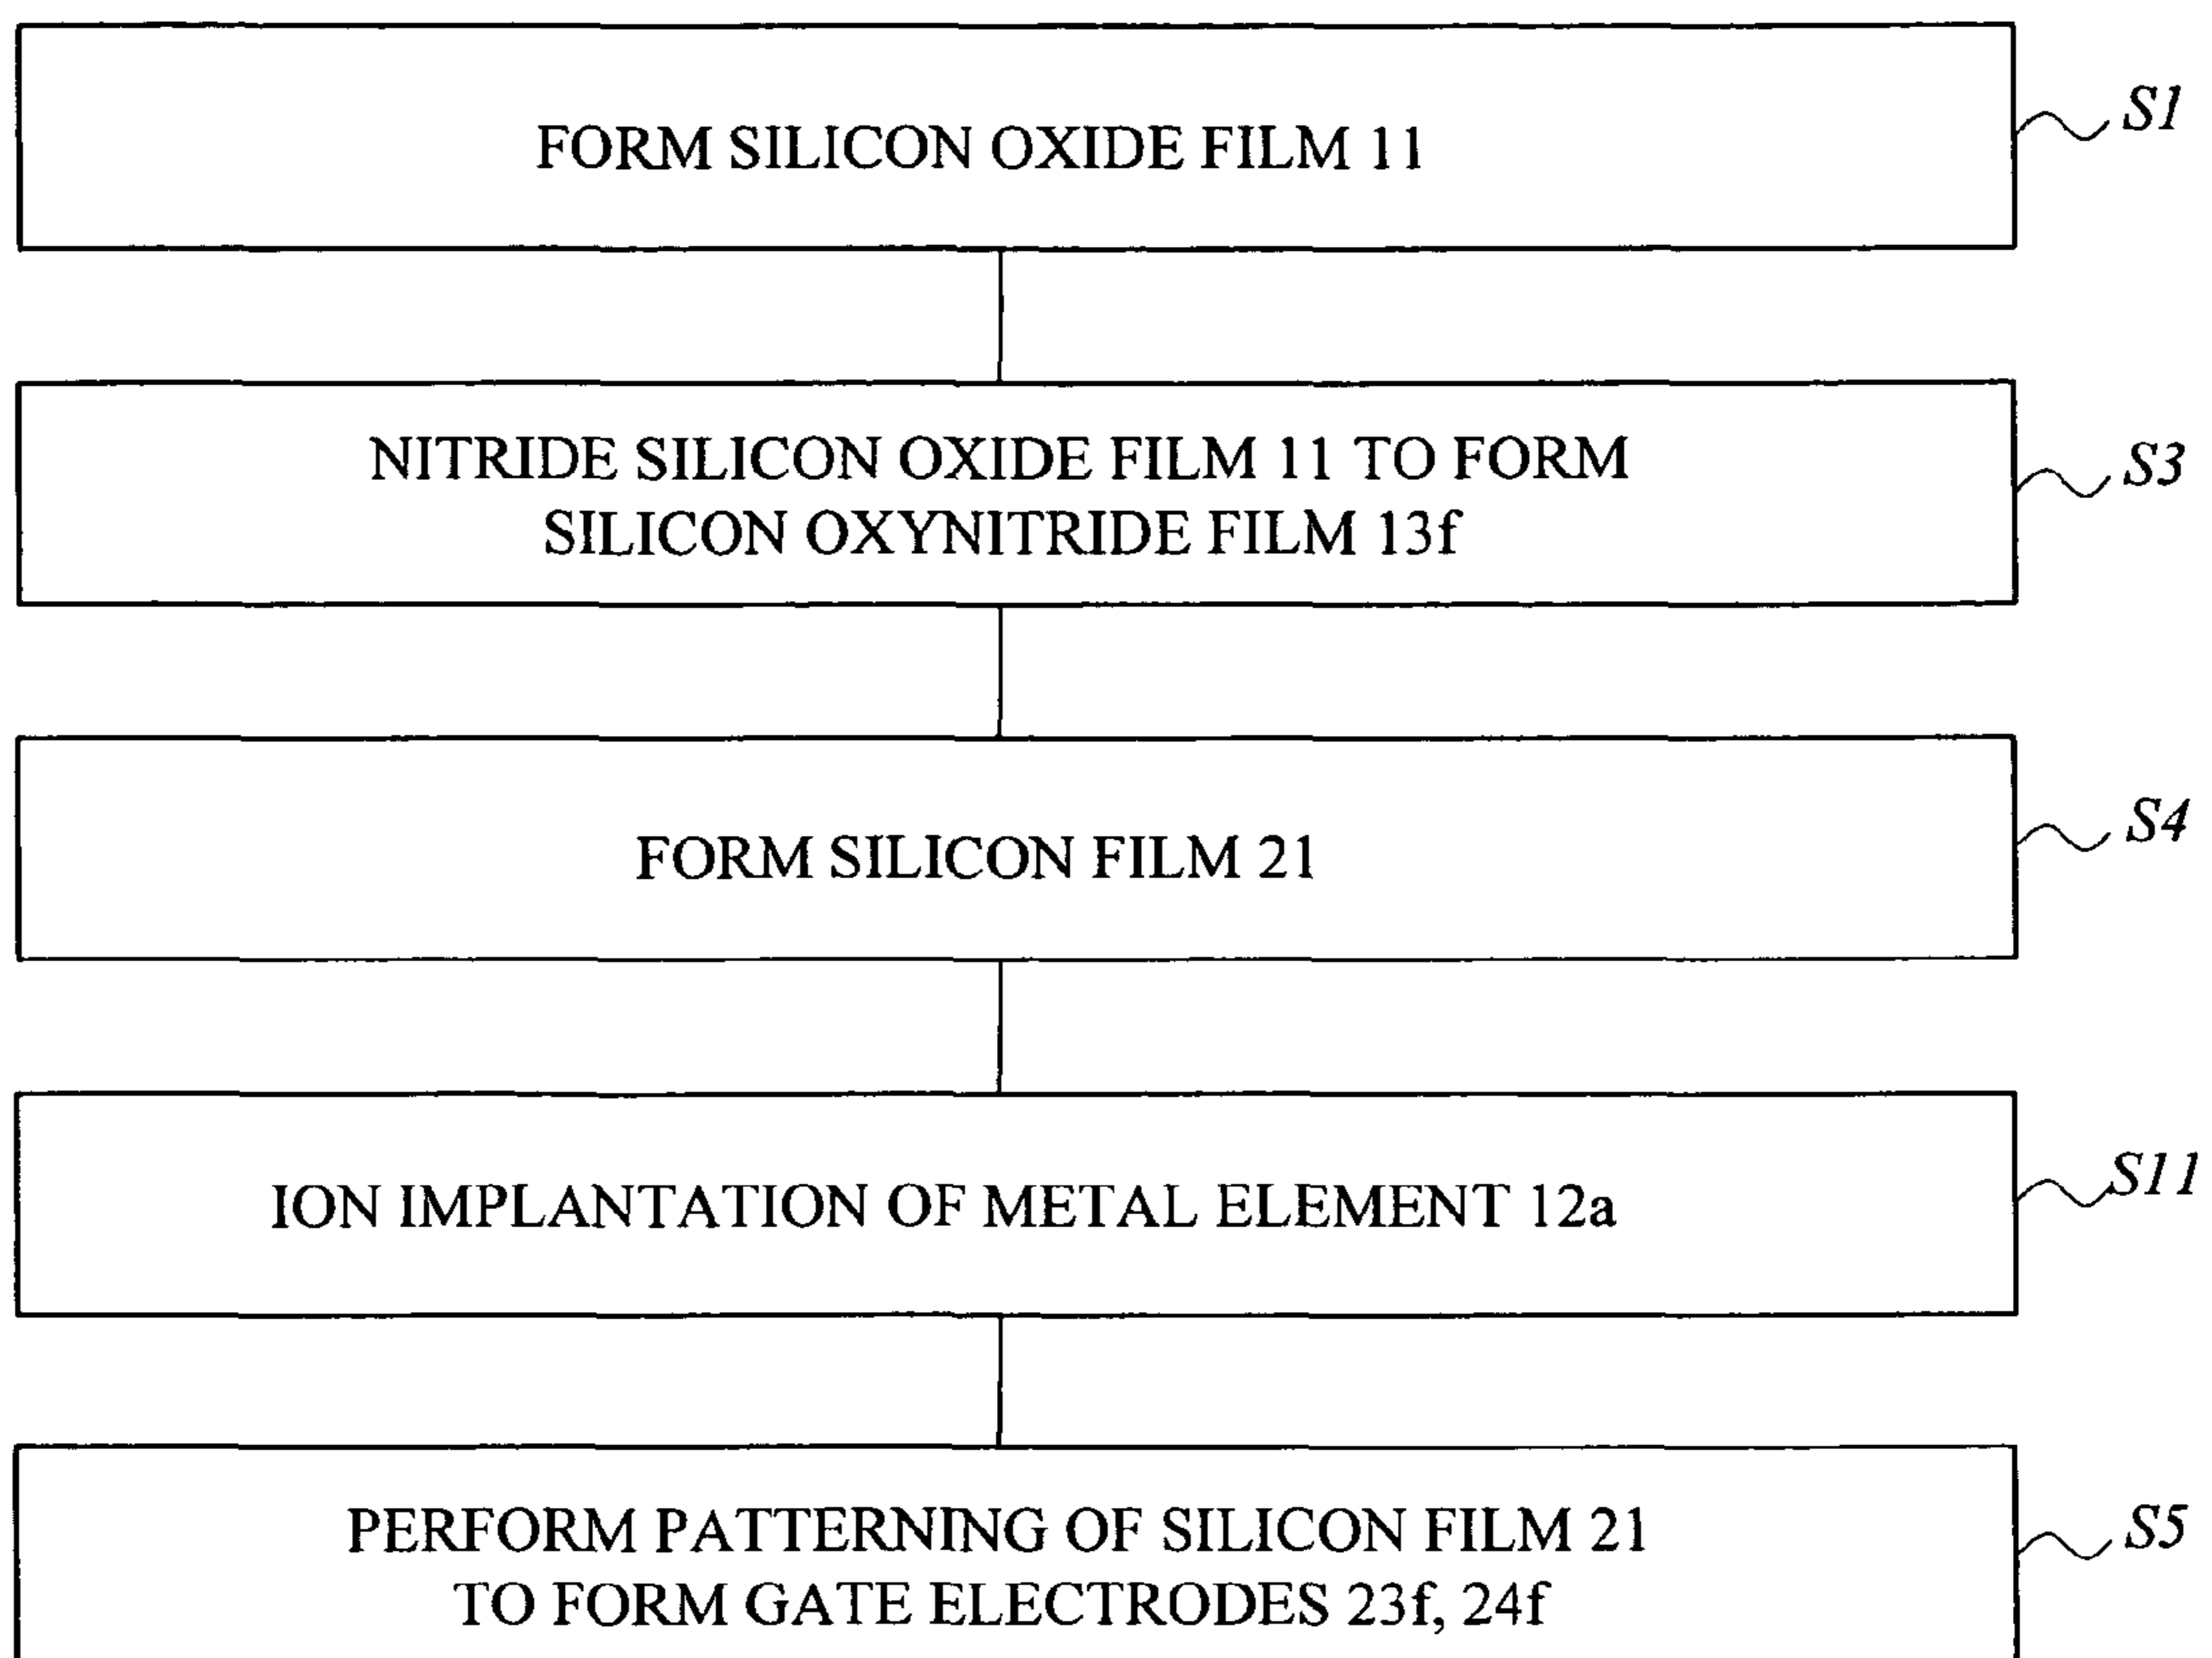 FORM SILICON OXIDE FILM 11
S1
NITRIDE SILICON OXIDE FILM 11 TO FORM
SILICON OXYNITRIDE FILM 13f
S3
FORM SILICON FILM 21
S4
ION IMPLANTATION OF METAL ELEMENT 12a
S11
PERFORM PATTERNING OF SILICON FILM 21
TO FORM GATE ELECTRODES 23f, 24f
S5